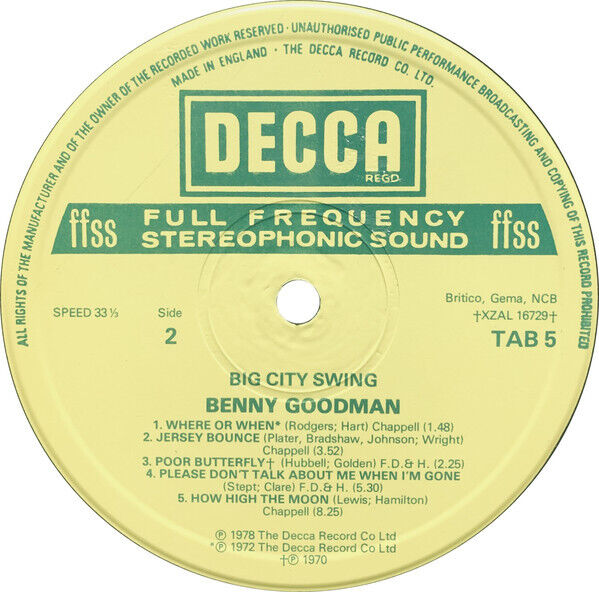 ALL RIGHTS OF THE MANUFACTURER AND OF THE OWNER OF THE RECORDED WORK RESERVED · UNAUTHORISED PUBLIC PERFORMANCE BROADCASTING AND COPYING OF THIS RECORD PROHIBITED
MADE IN ENGLAND · THE DECCA RECORD CO. LTD.
DECCA
REGD.
ffss FULL FREQUENCY ffss
STEREOPHONIC SOUND
SPEED 33⅓ Side Britico, Gema, NCB
2 †XZAL 16729†
TAB 5
BIG CITY SWING
BENNY GOODMAN
1. WHERE OR WHEN* (Rodgers; Hart) Chappell (1.48)
2. JERSEY BOUNCE (Plater, Bradshaw, Johnson; Wright)
Chappell (3.52)
3. POOR BUTTERFLY† (Hubbell; Golden) F.D.& H. (2.25)
4. PLEASE DON'T TALK ABOUT ME WHEN I'M GONE
(Stept; Clare) F.D.& H. (5.30)
5. HOW HIGH THE MOON (Lewis; Hamilton)
Chappell (8.25)
℗ 1978 The Decca Record Co Ltd
*℗ 1972 The Decca Record Co Ltd
†℗ 1970